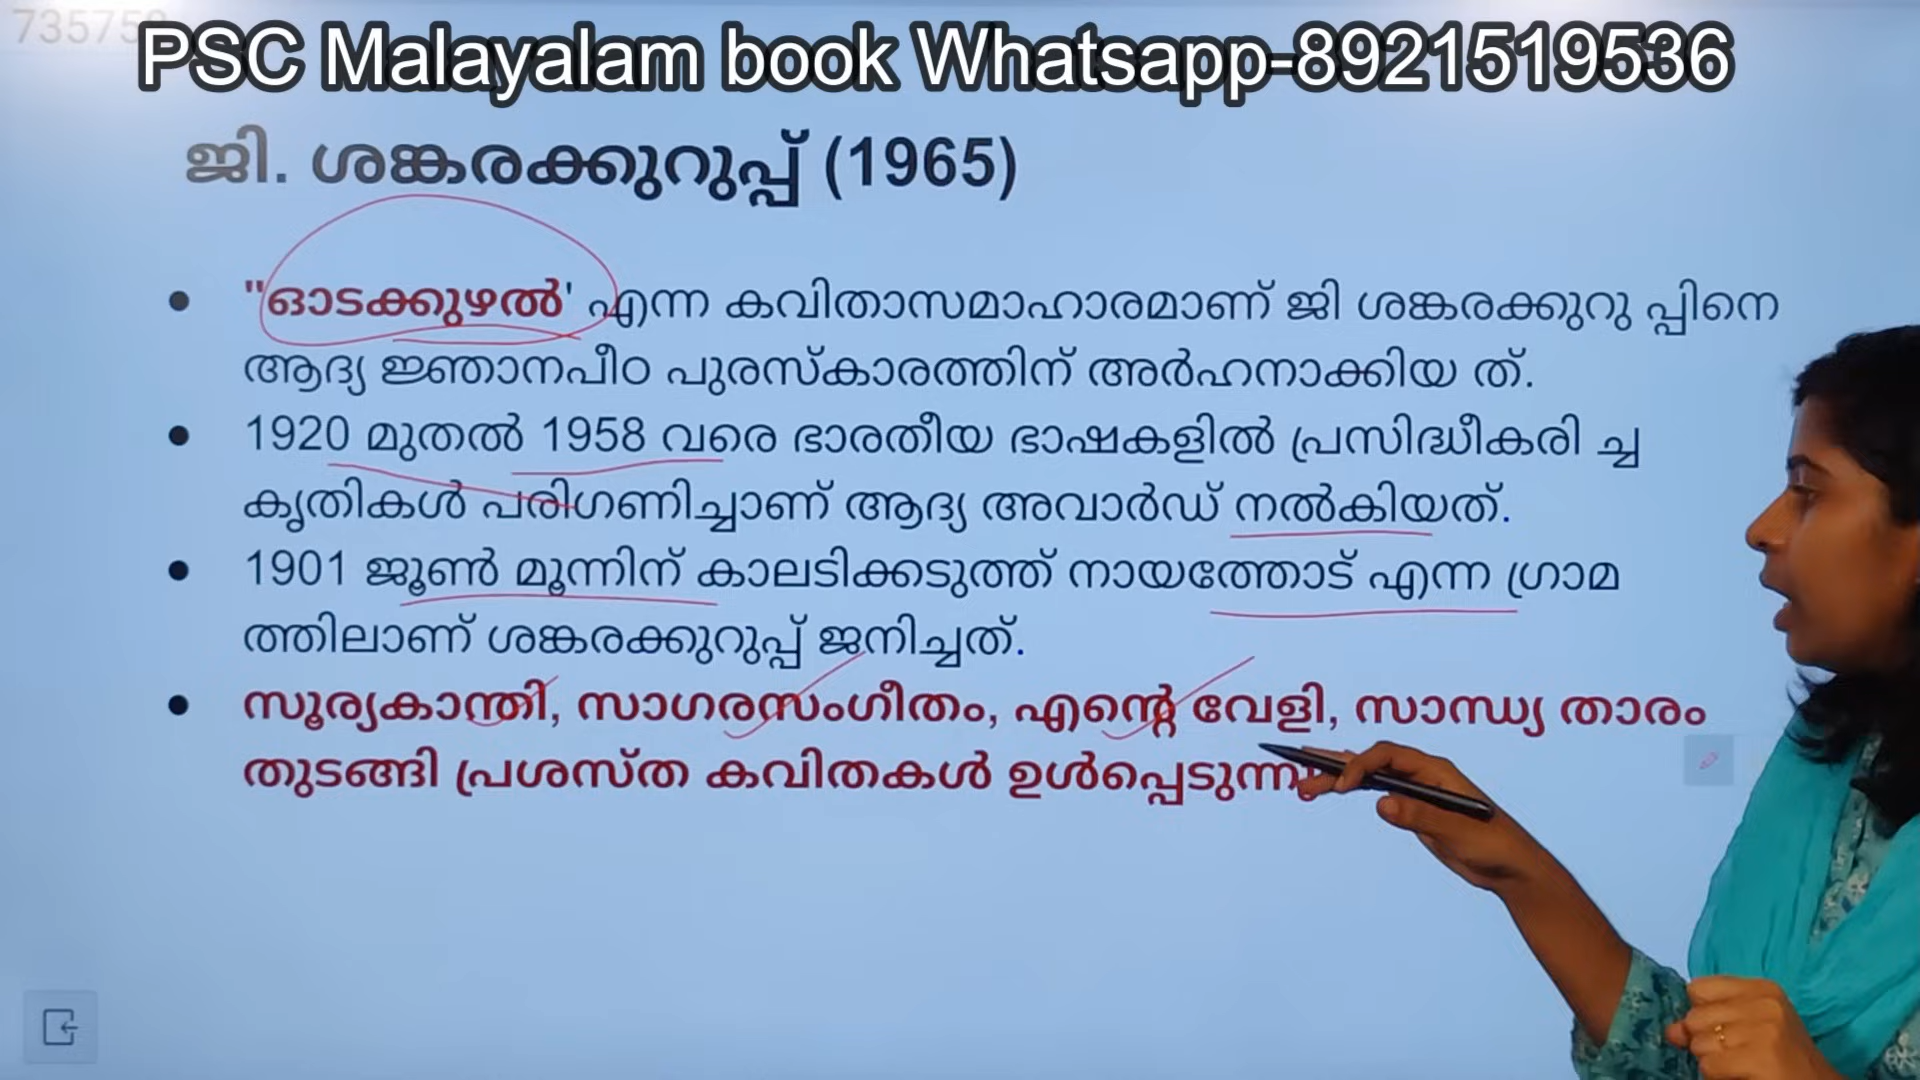 PSC Malayalam book Whatsapp-8921519536
ജി. ശങ്കരക്കുറുപ്പ് (1965)
"ഓടക്കുഴൽ' എന്ന കവിതാസമാഹാരമാണ് ജി ശങ്കരക്കുറു പ്പിനെ
ആദ്യ ജ്ഞാനപീഠ പുരസ്കാരത്തിന് അർഹനാക്കിയ ത്.
1920 മുതൽ 1958 വരെ ഭാരതീയ ഭാഷകളിൽ പ്രസിദ്ധീകരി ച്ച
കൃതികൾ പരിഗണിച്ചാണ് ആദ്യ അവാർഡ് നൽകിയത്.
1901 ജൂൺ മൂന്നിന് കാലടിക്കടുത്ത് നായത്തോട് എന്ന ഗ്രാമ
ത്തിലാണ് ശങ്കരക്കുറുപ്പ് ജനിച്ചത്.
സൂര്യകാന്തി, സാഗരസംഗീതം, എന്റെ വേളി, സാന്ധ്യ താരം
തുടങ്ങി പ്രശസ്ത കവിതകൾ ഉൾപ്പെടുന്നു